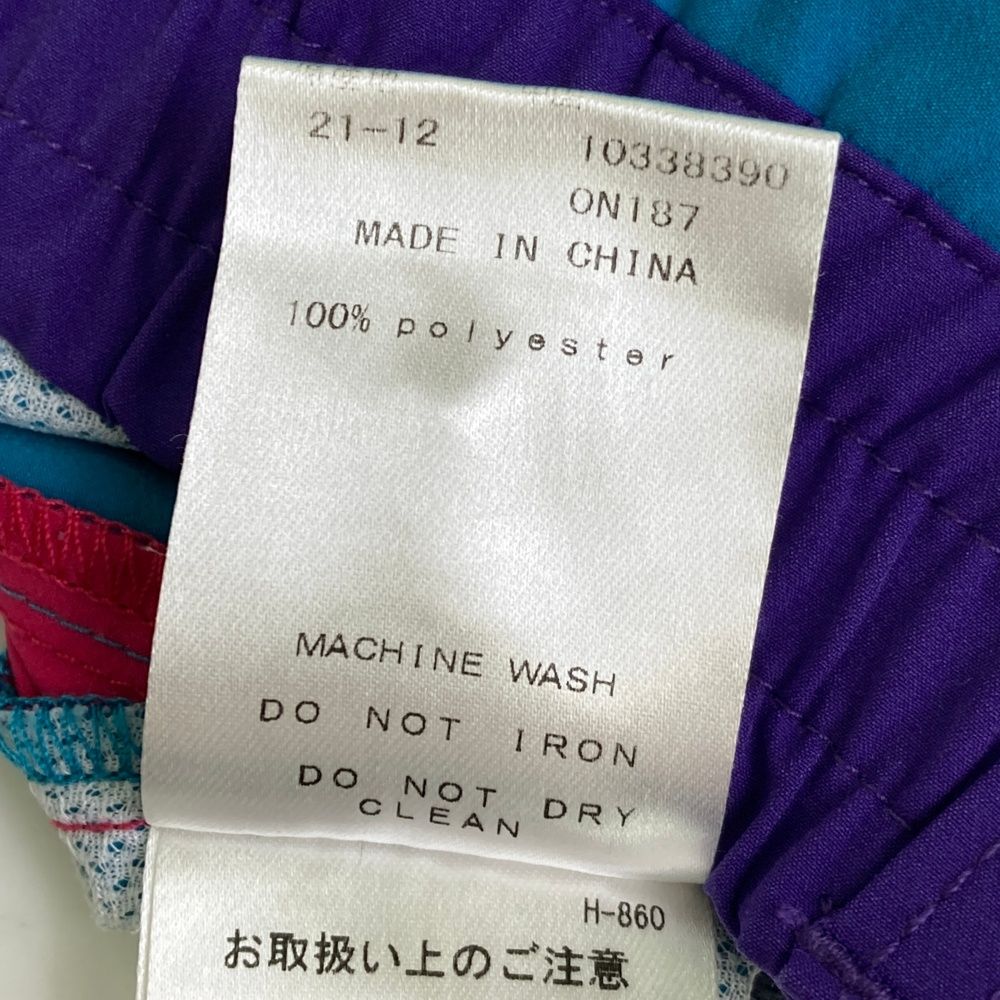 21-12 10338390
ON187
MADE IN CHINA
100% polyester
MACHINE WASH
DO NOT IRON
DO NOT DRY
CLEAN
H-860
お取扱い上のご注意